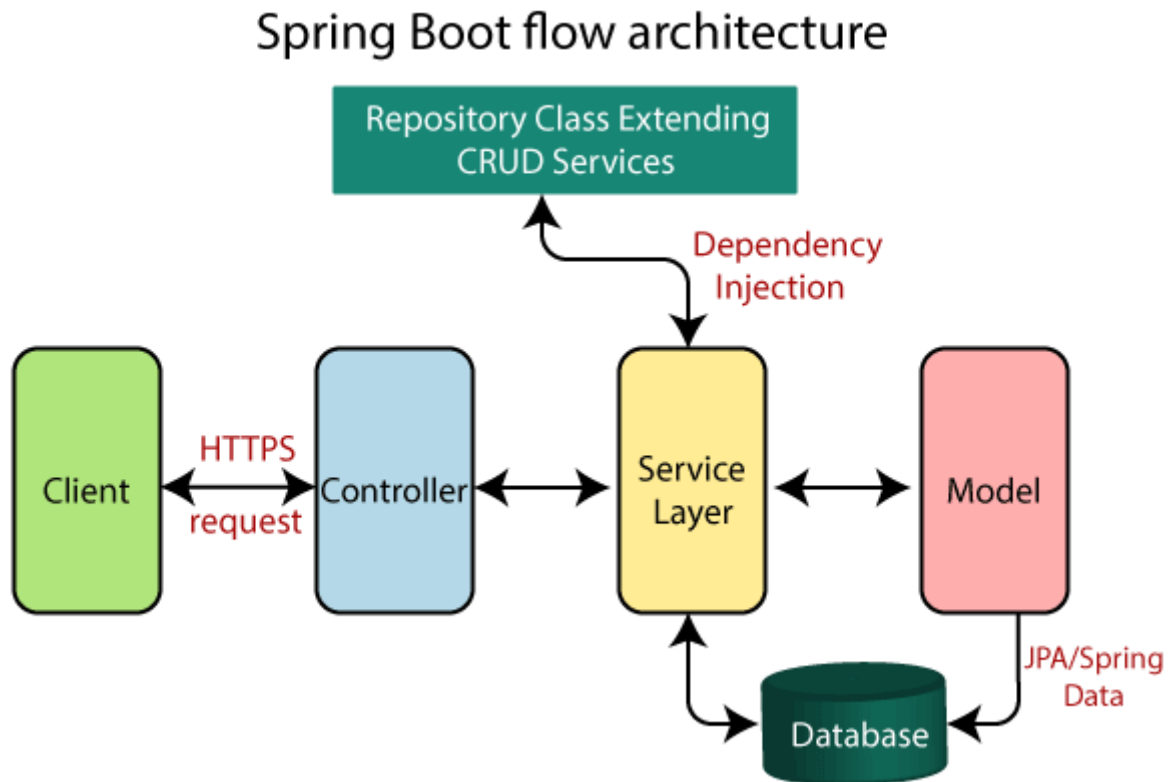 Spring Boot flow architecture
Repository Class Extending
CRUD Services
Dependency
Injection
Client
HTTPS
request
Controller
Service
Layer
Model
JPA/Spring
Data
Database